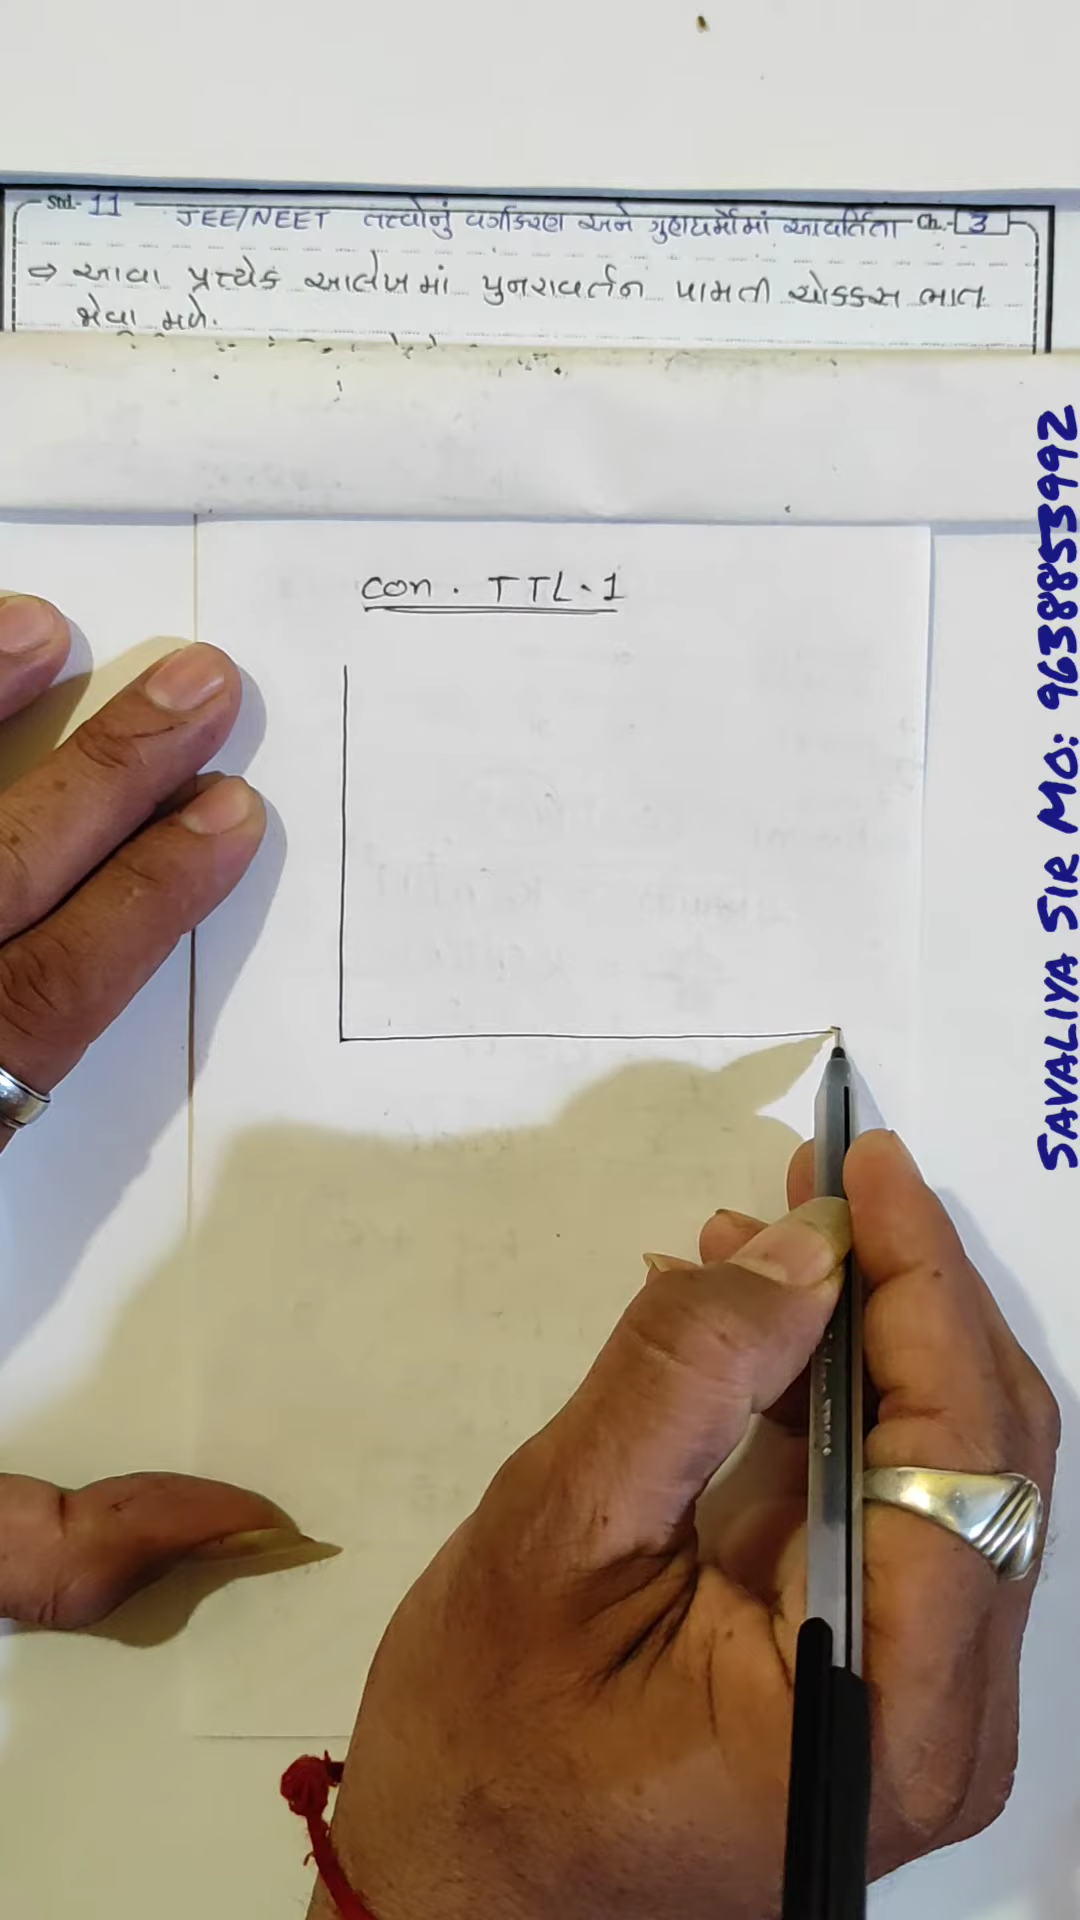 Std.- 11 JEE/NEET તત્ત્વોનું વર્ગીકરણ અને ગુણધર્મોમાં આવર્તિતા Ch.- 3
⇒ આવા પ્રત્યેક આલેખમાં પુનરાવર્તન પામતી ચોક્કસ ભાત
જોવા મળે.
con. TTL-1
SAVALIYA SIR MO: 9638853992